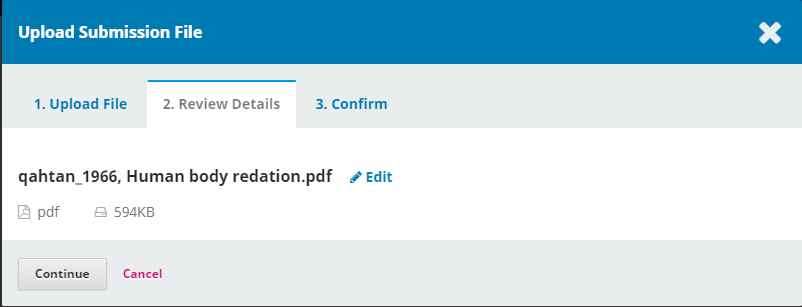 Upload Submission File
1. Upload File 2. Review Details 3. Confirm
qahtan_1966, Human body redation.pdf Edit
pdf 594KB
Continue Cancel